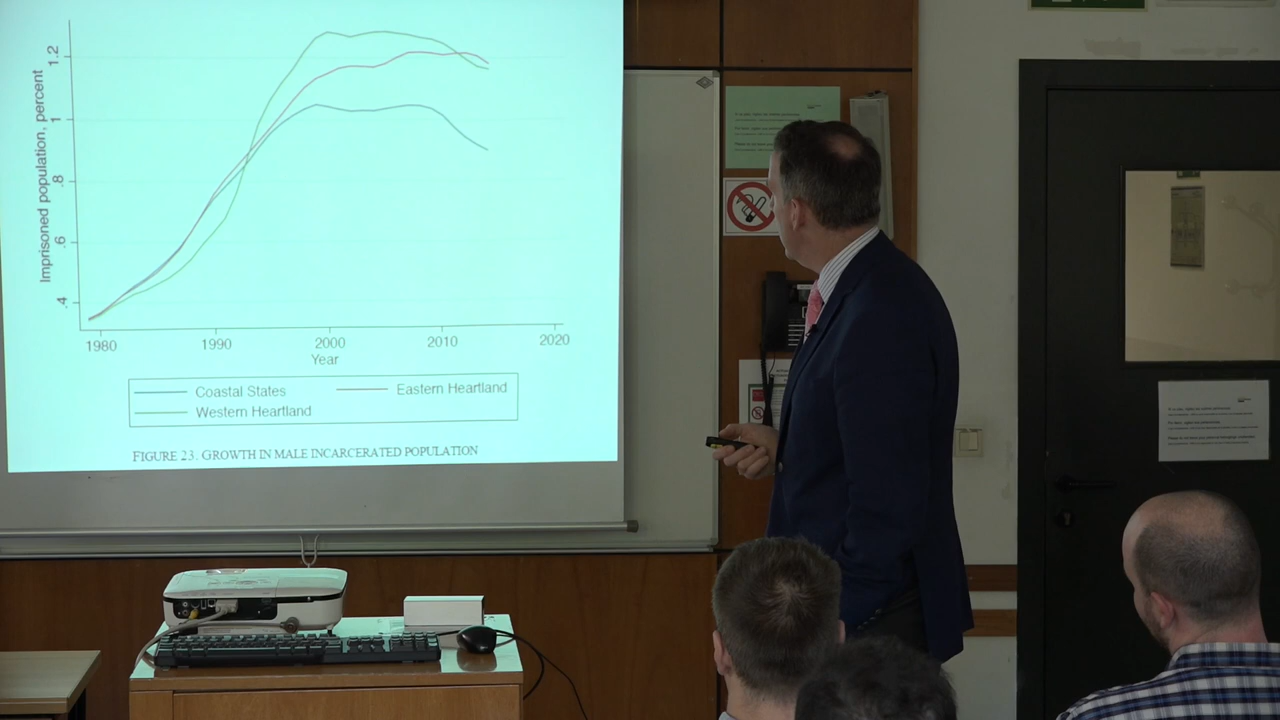 Imprisoned population, percent
1.2
1
.8
.6
.4
1980 1990 2000 2010 2020
Year
Coastal States Eastern Heartland
Western Heartland
FIGURE 23. GROWTH IN MALE INCARCERATED POPULATION